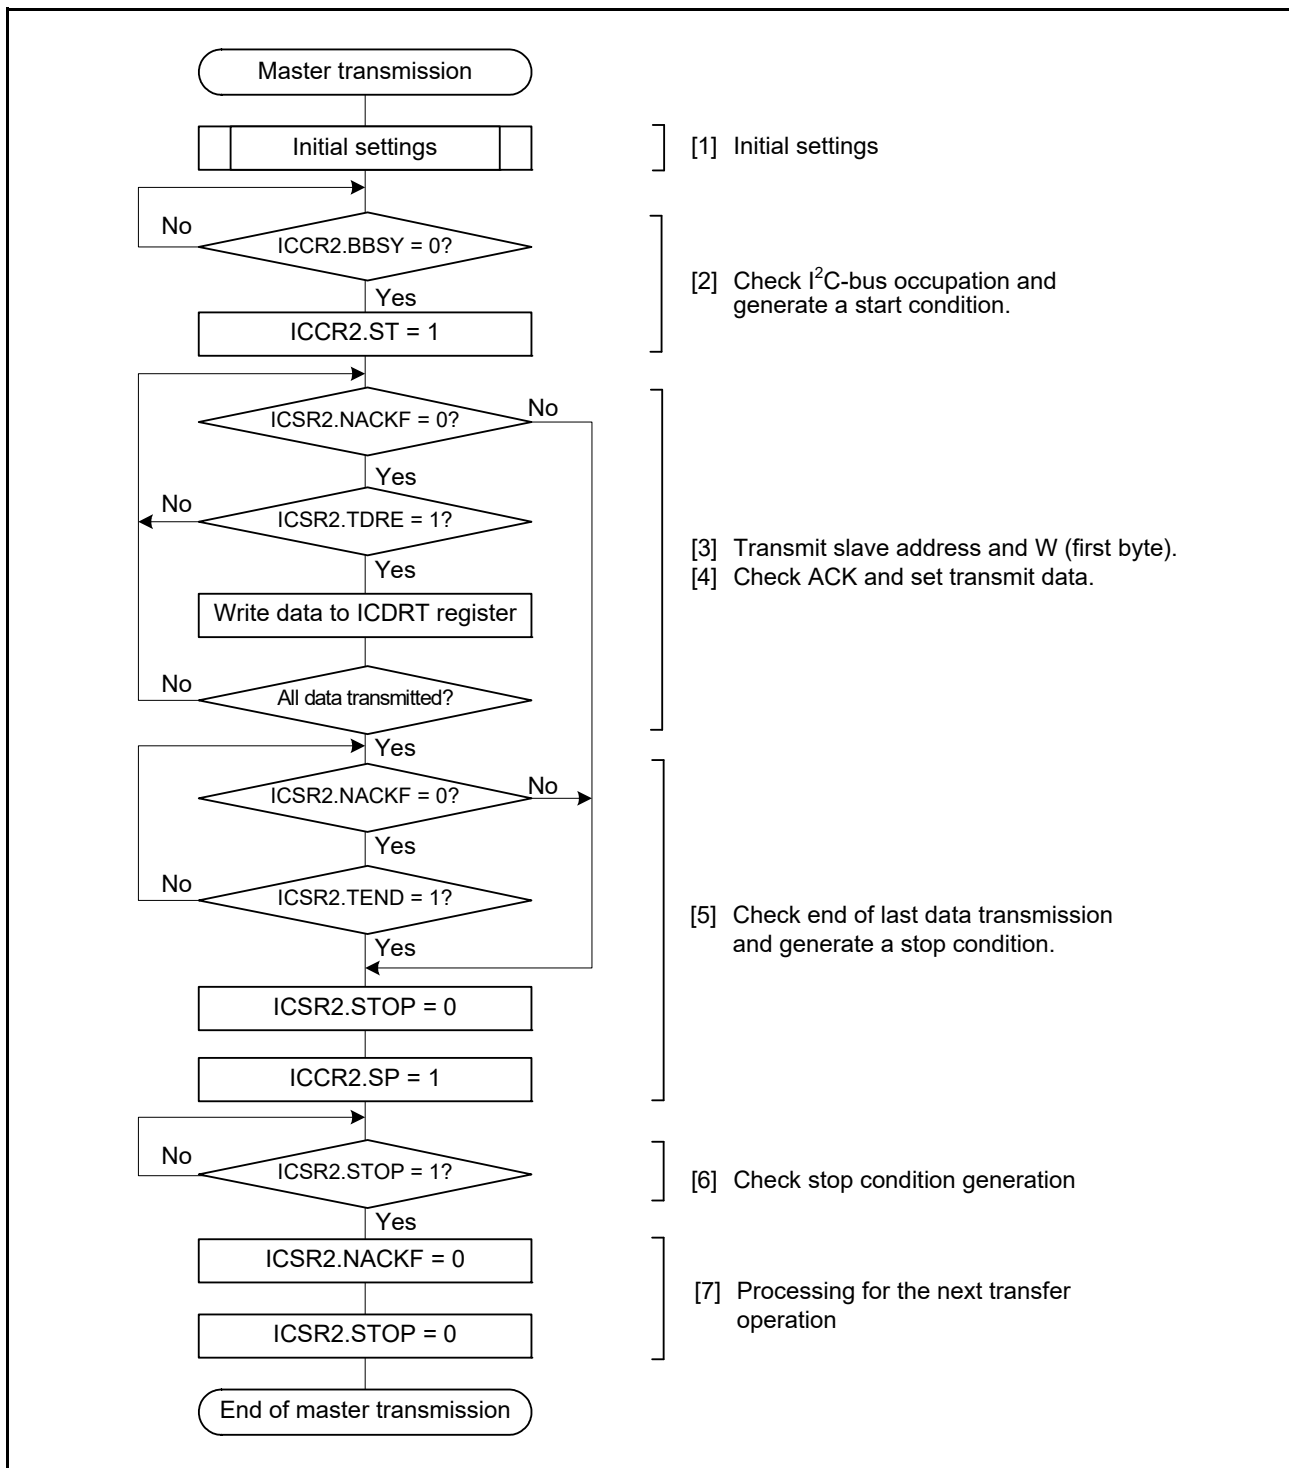 Master transmission
Initial settings
[1] Initial settings
No
ICCR2.BBSY = 0?
Yes
[2] Check I²C-bus occupation and
generate a start condition.
ICCR2.ST = 1
ICSR2.NACKF = 0?
No
Yes
No
ICSR2.TDRE = 1?
Yes
[3] Transmit slave address and W (first byte).
[4] Check ACK and set transmit data.
Write data to ICDRT register
No
All data transmitted?
Yes
ICSR2.NACKF = 0?
No
Yes
No
ICSR2.TEND = 1?
Yes
[5] Check end of last data transmission
and generate a stop condition.
ICSR2.STOP = 0
ICCR2.SP = 1
No
ICSR2.STOP = 1?
Yes
[6] Check stop condition generation
ICSR2.NACKF = 0
[7] Processing for the next transfer
operation
ICSR2.STOP = 0
End of master transmission